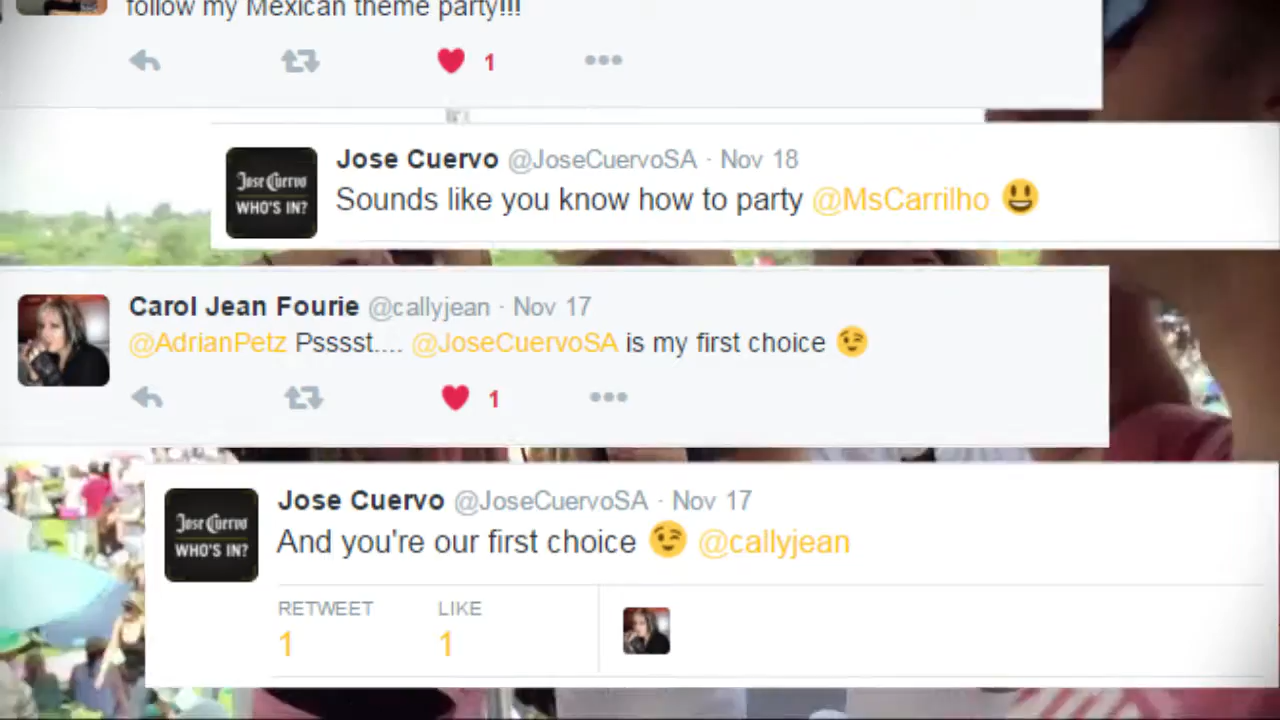 follow my Mexican theme party!!!
1
Jose Cuervo @JoseCuervoSA · Nov 18
Sounds like you know how to party @MsCarrilho 😃
Jose Cuervo
WHO'S IN?
Carol Jean Fourie @callyjean · Nov 17
@AdrianPetz Psssst.... @JoseCuervoSA is my first choice 😉
1
Jose Cuervo @JoseCuervoSA · Nov 17
And you're our first choice 😉 @callyjean
Jose Cuervo
WHO'S IN?
RETWEET LIKE
1 1